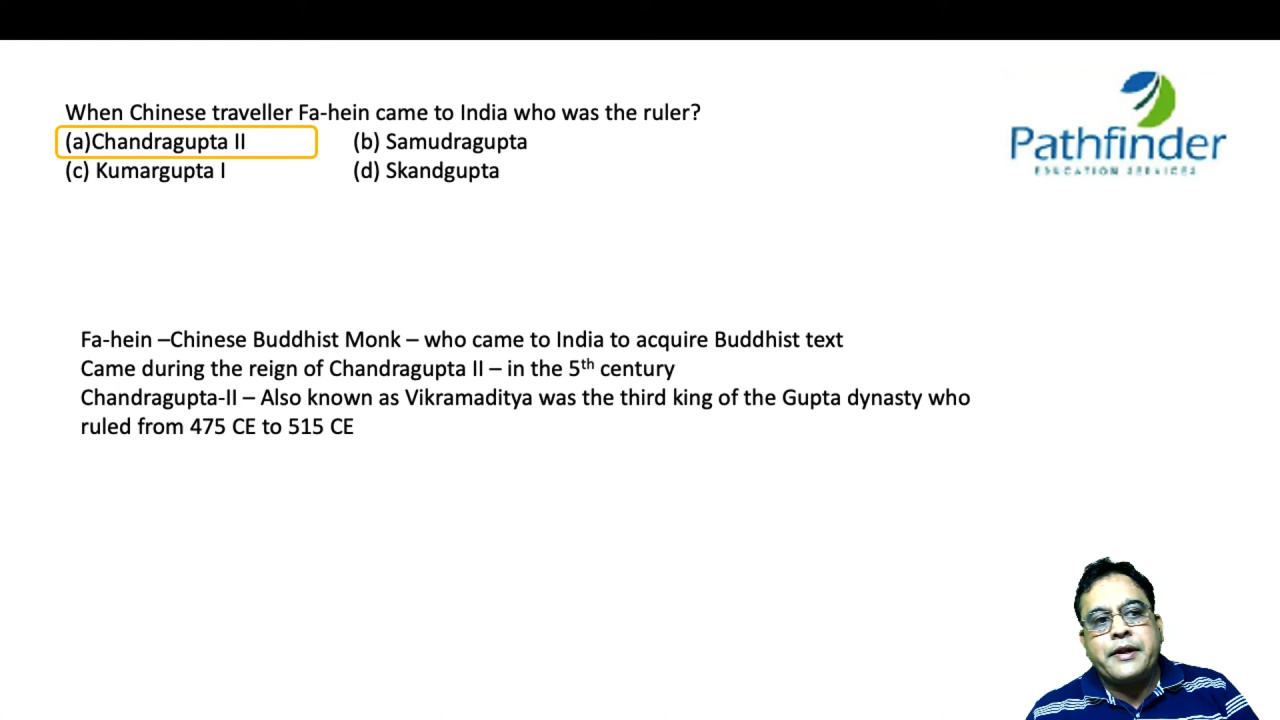 When Chinese traveller Fa-hein came to India who was the ruler?
(a)Chandragupta II (b) Samudragupta
(c) Kumargupta I (d) Skandgupta
Pathfinder
EDUCATION SERVICES
Fa-hein –Chinese Buddhist Monk – who came to India to acquire Buddhist text
Came during the reign of Chandragupta II – in the 5th century
Chandragupta-II – Also known as Vikramaditya was the third king of the Gupta dynasty who
ruled from 475 CE to 515 CE